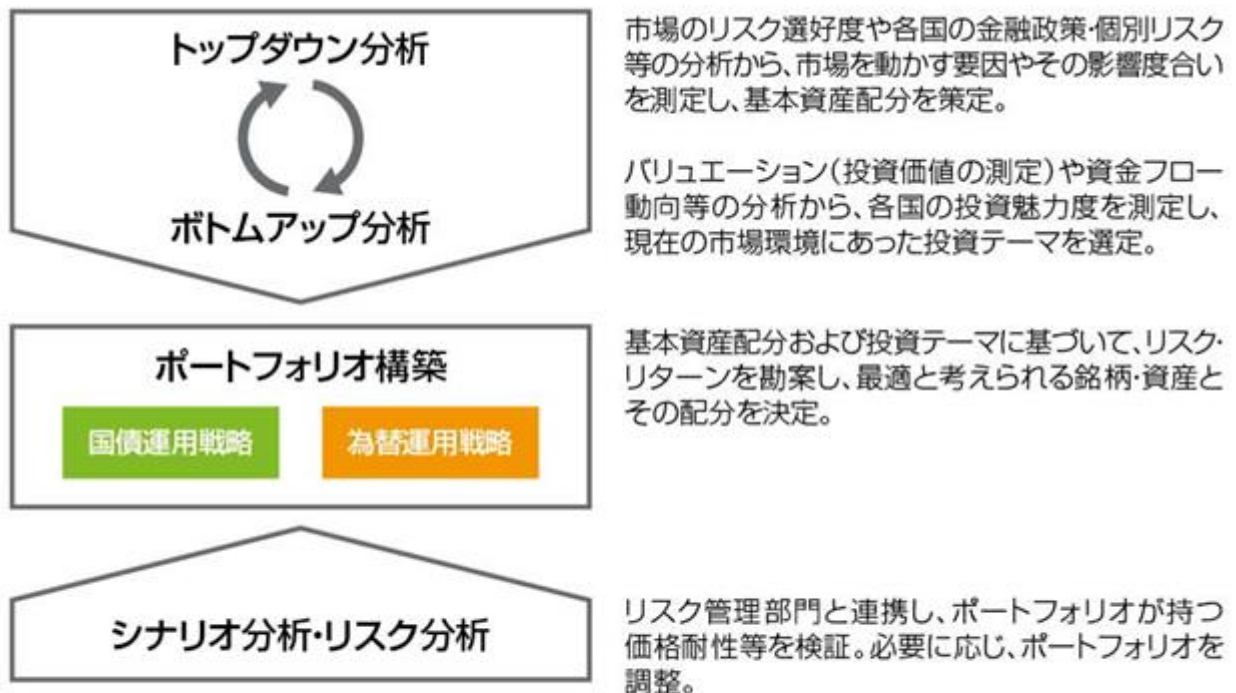 トップダウン分析
ボトムアップ分析
市場のリスク選好度や各国の金融政策・個別リスク
等の分析から、市場を動かす要因やその影響度合い
を測定し、基本資産配分を策定。
バリュエーション（投資価値の測定）や資金フロー
動向等の分析から、各国の投資魅力度を測定し、
現在の市場環境にあった投資テーマを選定。
ポートフォリオ構築
国債運用戦略
為替運用戦略
基本資産配分および投資テーマに基づいて、リスク・
リターンを勘案し、最適と考えられる銘柄・資産と
その配分を決定。
シナリオ分析・リスク分析
リスク管理部門と連携し、ポートフォリオが持つ
価格耐性等を検証。必要に応じ、ポートフォリオを
調整。